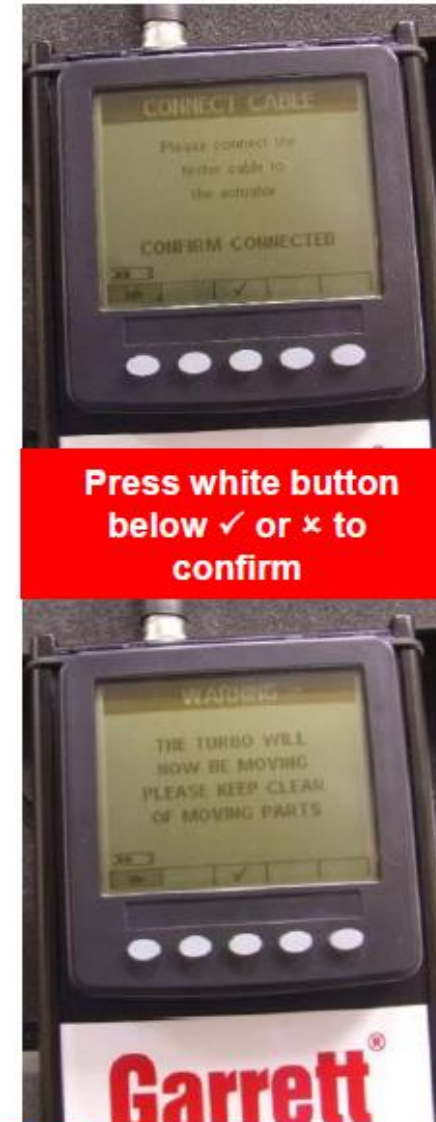 CONNECT CABLE
Please connect the
tester cable to
the actuator
CONFIRM CONNECTED
✓
Press white button
below ✓ or × to
confirm
WARNING
THE TURBO WILL
NOW BE MOVING
PLEASE KEEP CLEAR
OF MOVING PARTS
✓
Garrett®